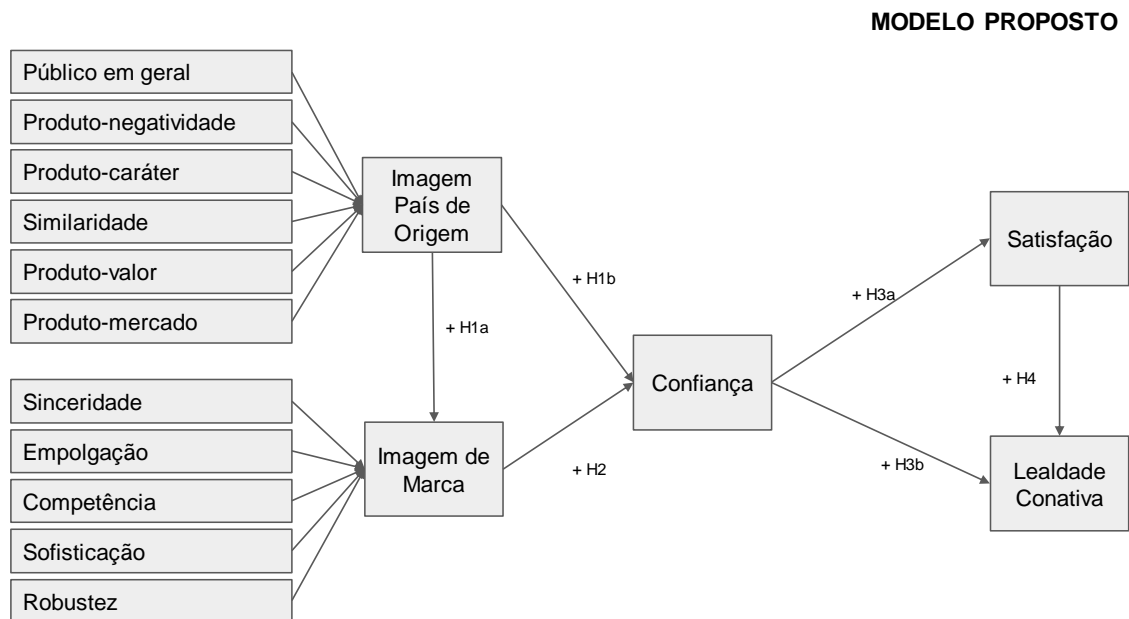 MODELO PROPOSTO
Público em geral
Produto-negatividade
Produto-caráter
Similaridade
Produto-valor
Produto-mercado
Imagem
País de
Origem
+ H1a
+ H1b
Sinceridade
Empolgação
Competência
Sofisticação
Robustez
Imagem de
Marca
+ H2
Confiança
+ H3a
+ H3b
Satisfação
+ H4
Lealdade
Conativa